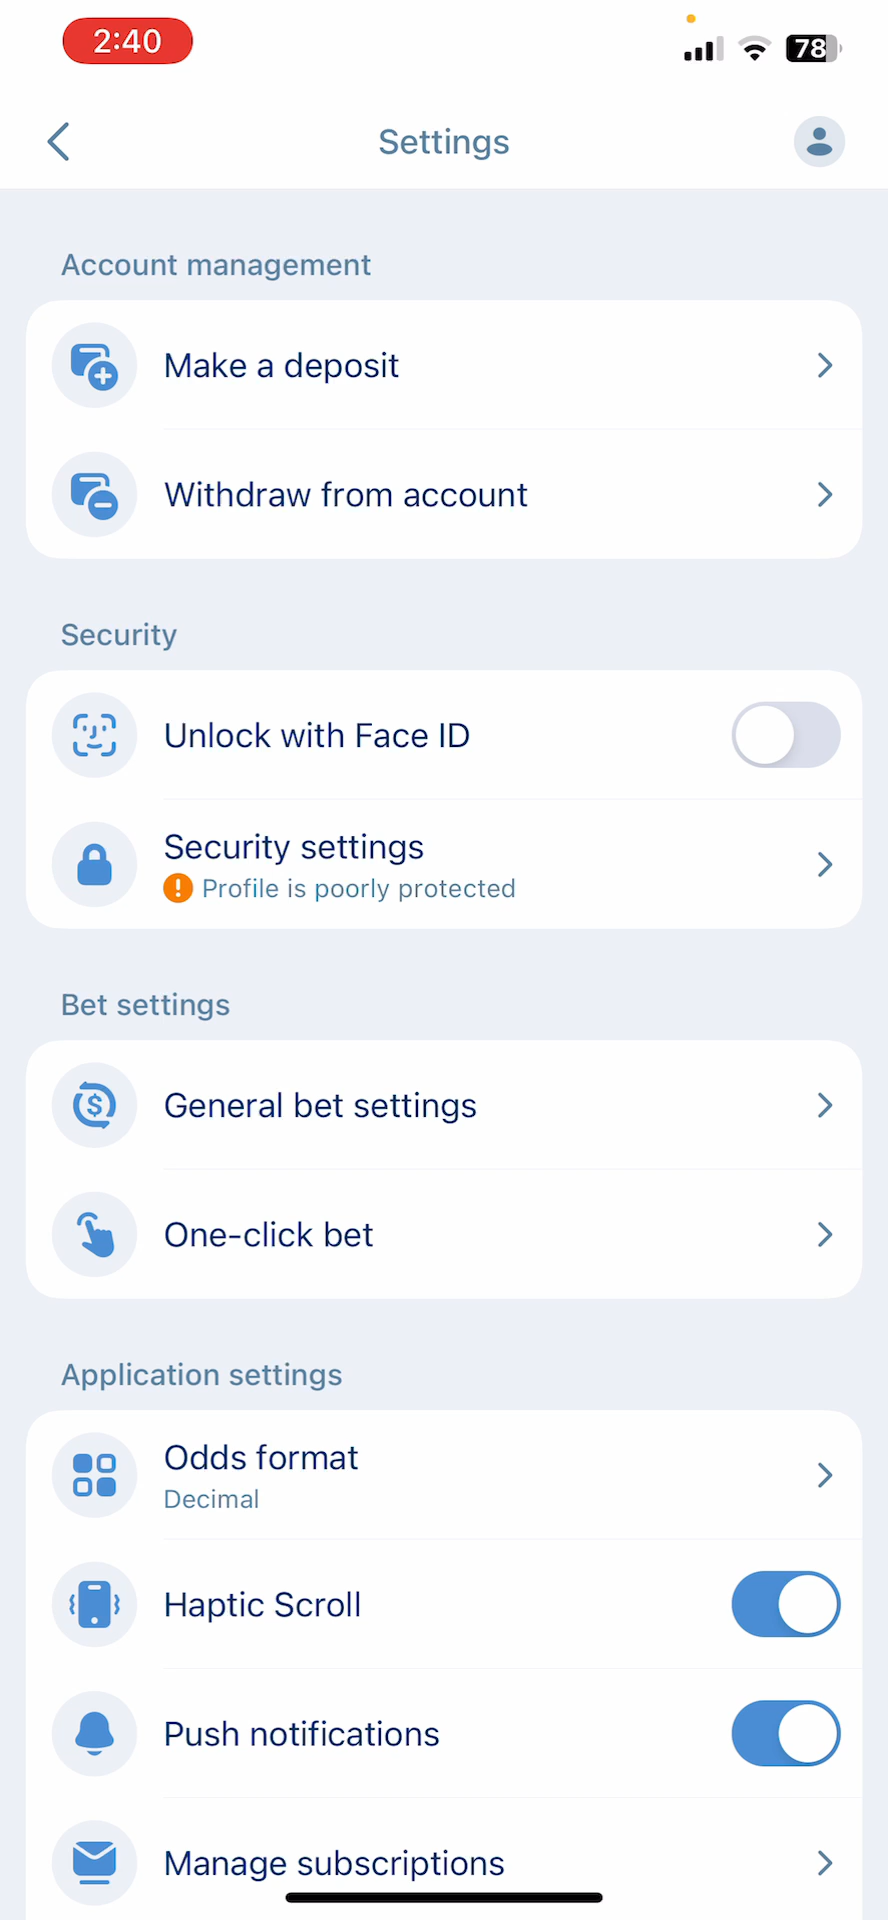 2:40
78
Settings
Account management
Make a deposit
Withdraw from account
Security
Unlock with Face ID
Security settings
Profile is poorly protected
Bet settings
General bet settings
One-click bet
Application settings
Odds format
Decimal
Haptic Scroll
Push notifications
Manage subscriptions